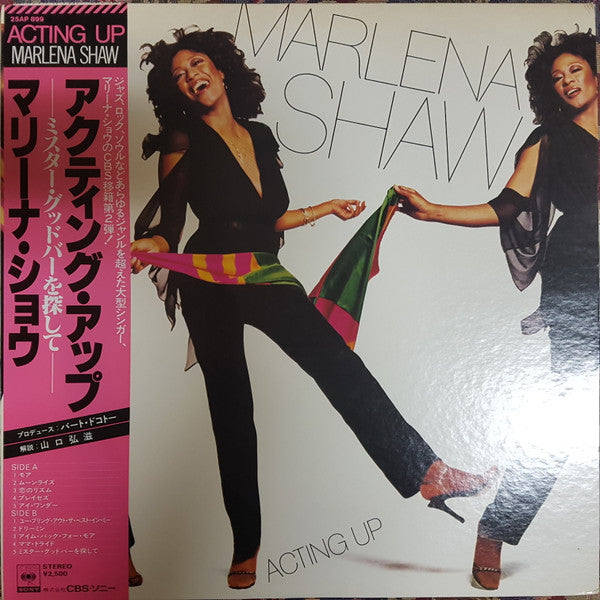 25AP 899
ACTING UP
MARLENA SHAW
アクティング・アップ
——ミスター・グッドバーを探して——
マリーナ・ショウ
ジャズ、ロック、ソウルなどあらゆるジャンルを超えた大型シンガー、
マリーナ・ショウのCBS移籍第2弾!
プロデュース:バート・ドコトー
解説:山口弘滋
SIDE A
1 モア
2 ムーンライズ
3 恋のリズム
4 プレイセズ
5 アイ・ワンダー
SIDE B
1 ユー・ブリング・アウト・ザ・ベスト・イン・ミー
2 ドリーミン
3 アイム・バック・フォー・モア
4 ママ・トライド
5 ミスター・グッドバーを探して
STEREO
¥2,500
SONY
株式会社 CBS・ソニー
MARLENA
SHAW
ACTING UP